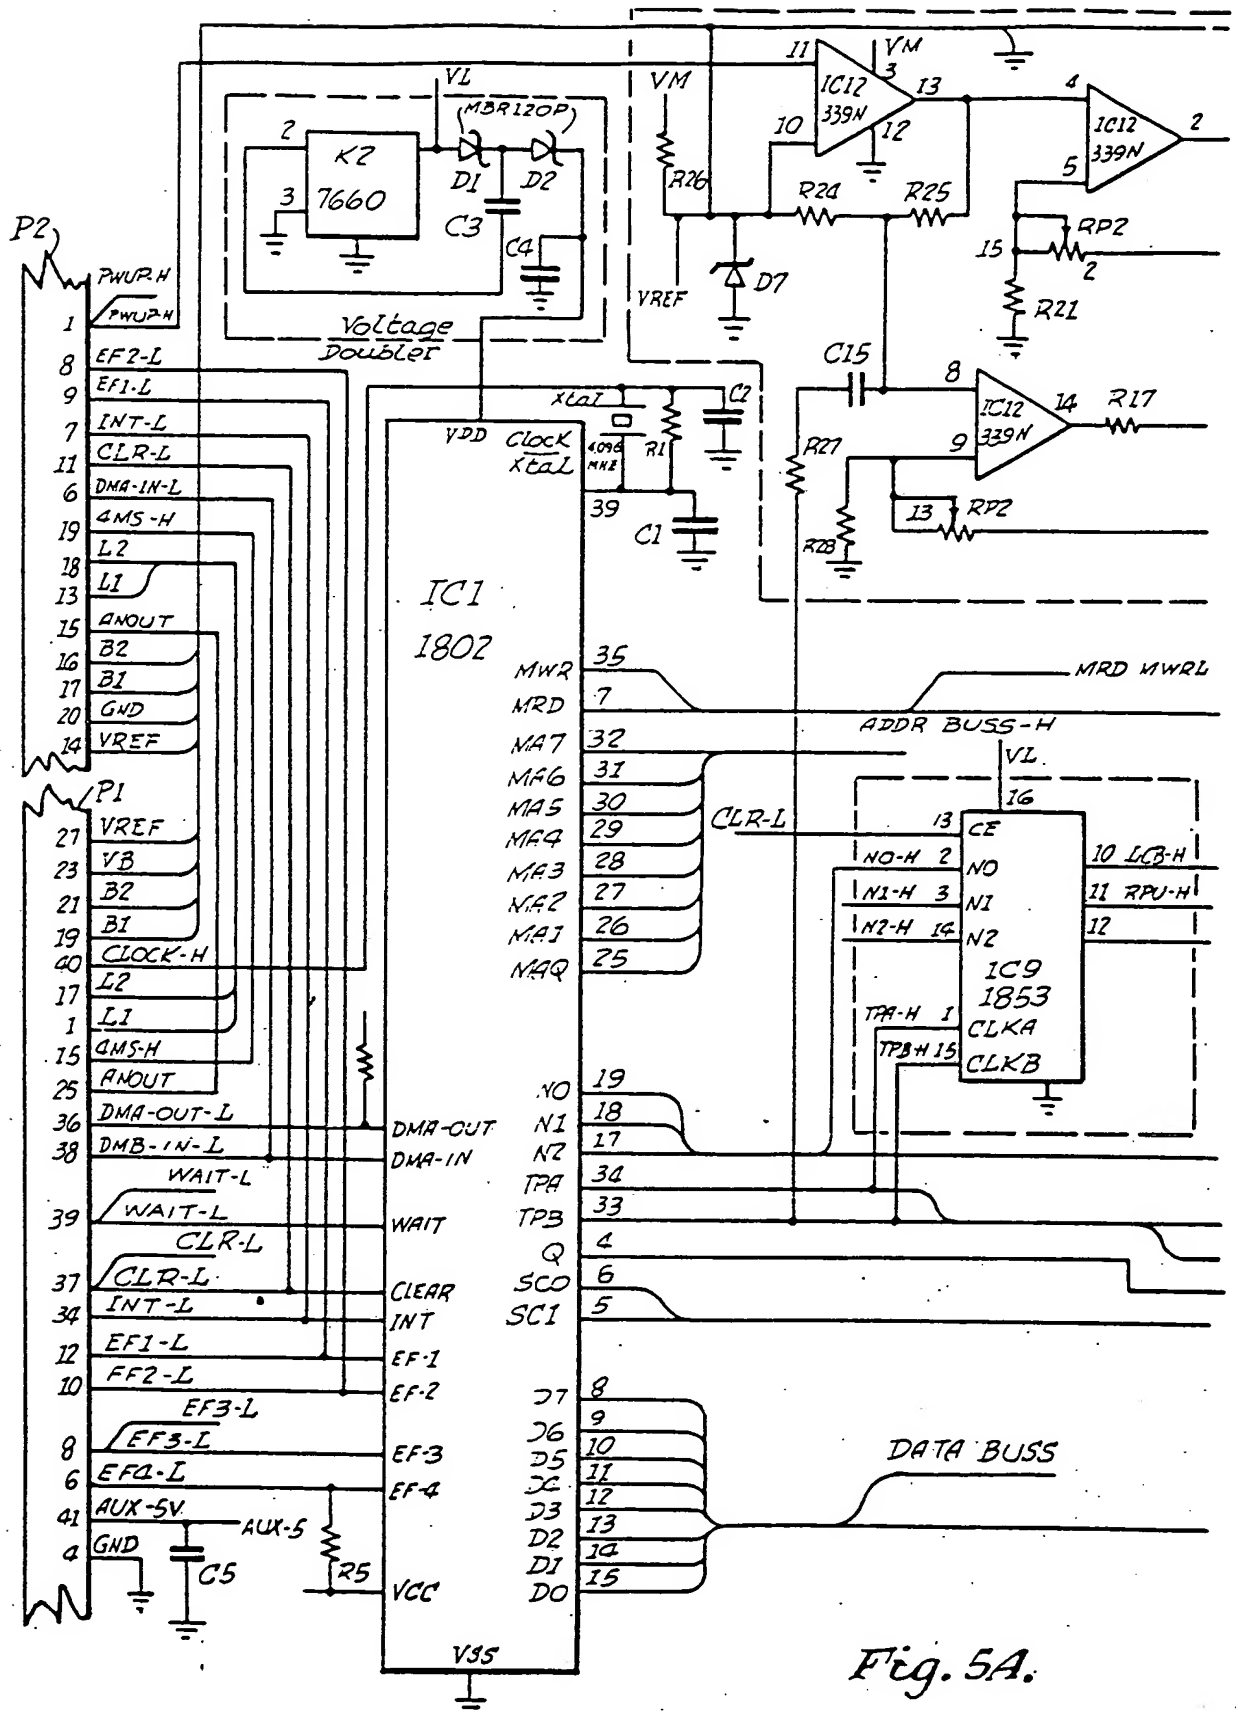 11
VM
3
IC12
339N
13
12
10
4
IC12
339N
2
5
VM
R26
R24
R25
VREF
D7
15
RP2
2
R21
VL
(MBR120P)
2
K2
7660
3
D1
D2
C3
C4
Voltage
Doubler
P2
PWUP-H
1 PWUP-H
8 EF2-L
9 EF1-L
7 INT-L
11 CLR-L
6 DMA-IN-L
19 4MS-H
18 L2
13 L1
15 ANOUT
16 B2
17 B1
20 GND
14 VREF
C15
8
IC12
339N
14
R17
9
R27
R28
13
RP2
Xtal
4.096
MHZ
R1
C2
VDD
Clock
Xtal
39
C1
IC1
1802
MWR 35
MRD 7
MRD MWRL
ADDR BUSS-H
MA7 32
MA6 31
MA5 30
MA4 29
MA3 28
MA2 27
MA1 26
MAQ 25
VL
16
CLR-L 13 CE
NO-H 2 NO
N1-H 3 N1
N2-H 14 N2
10 LCB-H
11 RPU-H
12
IC9
1853
TPA-H 1 CLKA
TPB-H 15 CLKB
P1
27 VREF
23 VB
21 B2
19 B1
40 CLOCK-H
17 L2
1 L1
15 4MS-H
25 ANOUT
36 DMA-OUT-L DMA-OUT
38 DMB-IN-L DMA-IN
WAIT-L
39 WAIT-L WAIT
CLR-L
37 CLR-L CLEAR
34 INT-L INT
12 EF1-L EF-1
10 FF2-L EF-2
EF3-L
8 EF3-L EF-3
6 EF4-L EF-4
41 AUX-5V AUX-5
4 GND
C5
R5
VCC
VSS
NO 19
N1 18
N2 17
TPA 34
TPB 33
Q 4
SCO 6
SC1 5
D7 8
D6 9
D5 10
D4 11
D3 12
D2 13
D1 14
DO 15
DATA BUSS
Fig. 5A.